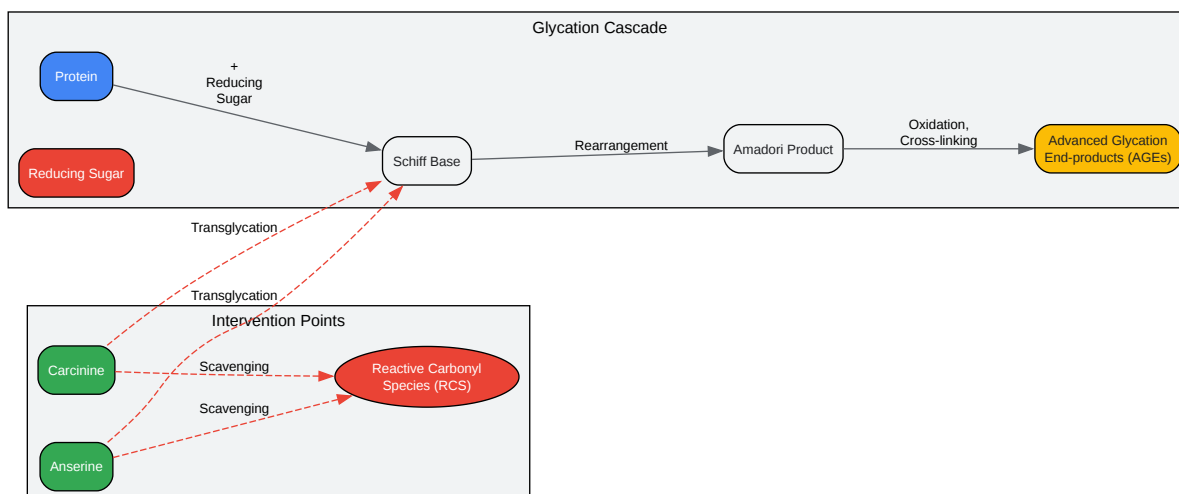 Glycation Cascade
Protein
+
Reducing
Sugar
Reducing Sugar
Schiff Base
Rearrangement
Amadori Product
Oxidation,
Cross-linking
Advanced Glycation
End-products (AGEs)
Transglycation
Transglycation
Intervention Points
Carcinine
Scavenging
Reactive Carbonyl
Species (RCS)
Scavenging
Anserine